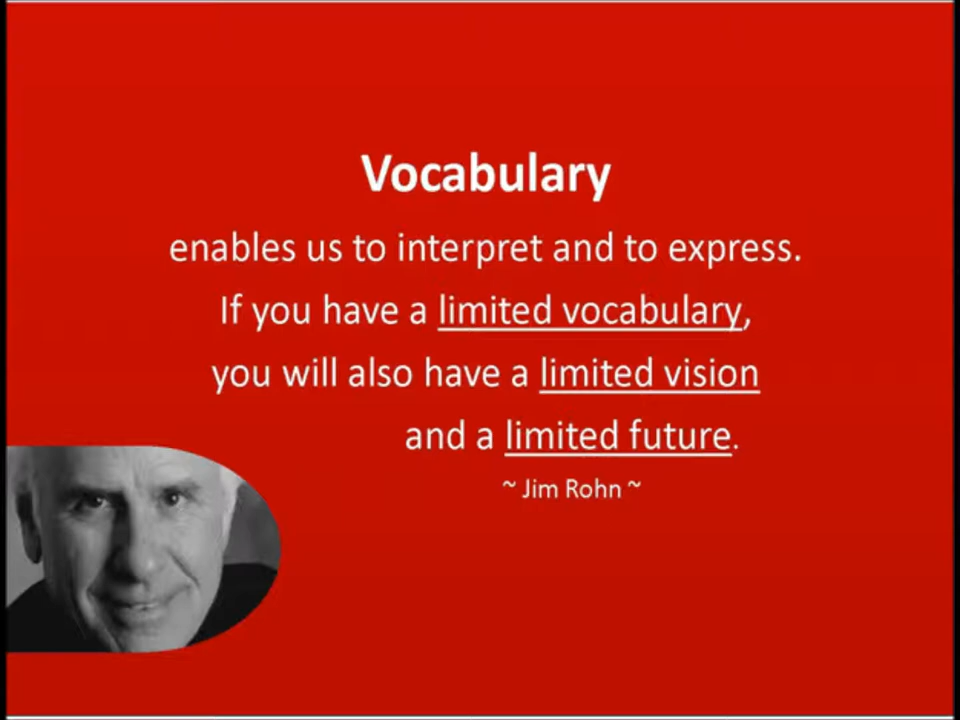 Vocabulary
enables us to interpret and to express.
If you have a limited vocabulary,
you will also have a limited vision
and a limited future.
~ Jim Rohn ~